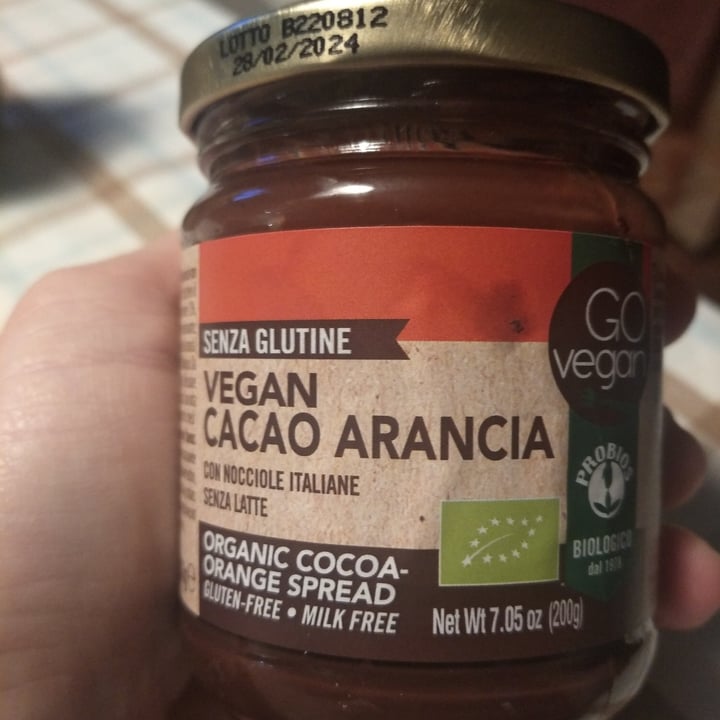 LOTTO B220812
28/02/2024
SENZA GLUTINE
GO
vegan
VEGAN
CACAO ARANCIA
CON NOCCIOLE ITALIANE
SENZA LATTE
PROBIOS
BIOLOGICO
dal 1978
ORGANIC COCOA-
ORANGE SPREAD
GLUTEN-FREE • MILK FREE
Net Wt 7.05 oz (200g)